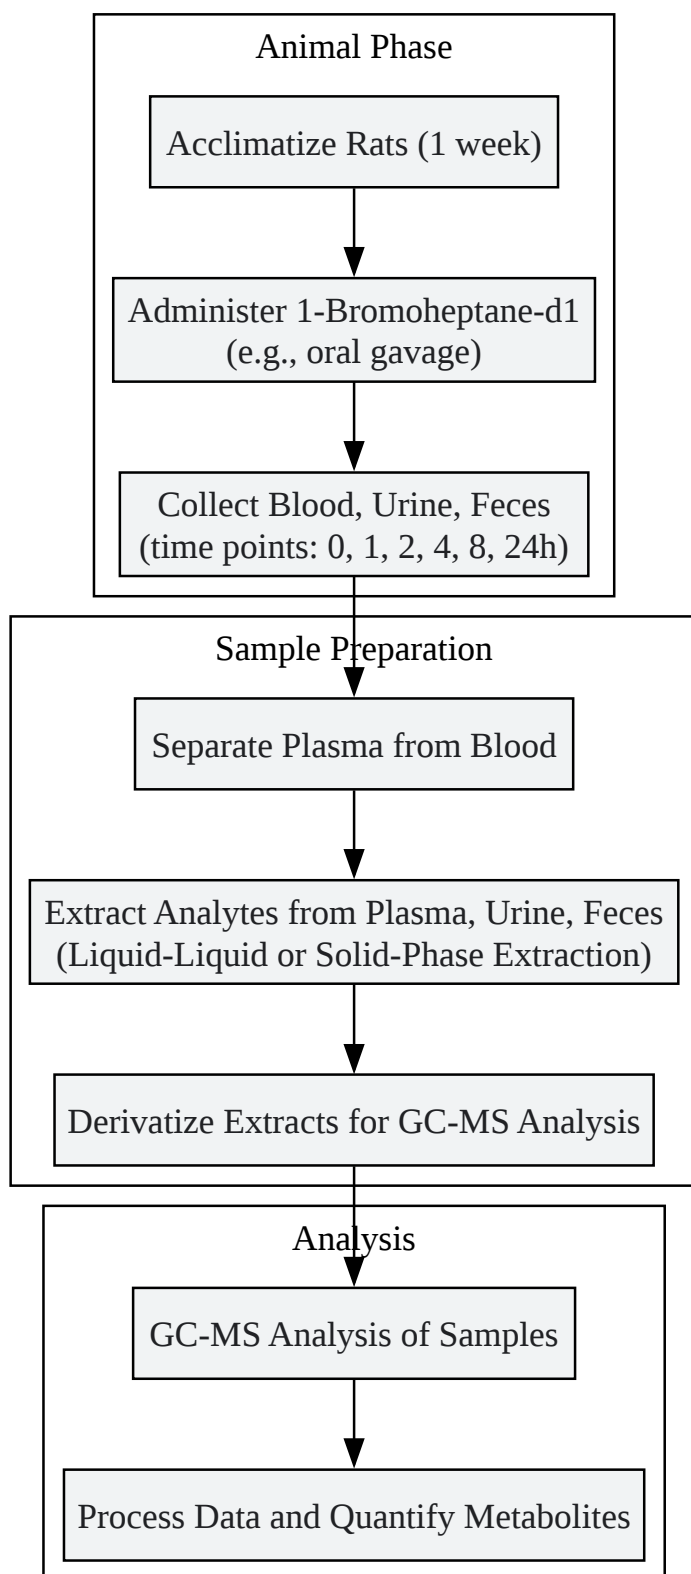 Animal Phase
Acclimatize Rats (1 week)
Administer 1-Bromoheptane-d1
(e.g., oral gavage)
Collect Blood, Urine, Feces
(time points: 0, 1, 2, 4, 8, 24h)
Sample Preparation
Separate Plasma from Blood
Extract Analytes from Plasma, Urine, Feces
(Liquid-Liquid or Solid-Phase Extraction)
Derivatize Extracts for GC-MS Analysis
Analysis
GC-MS Analysis of Samples
Process Data and Quantify Metabolites